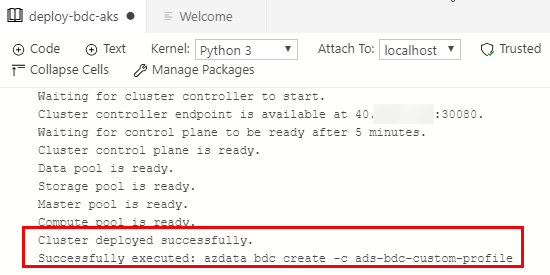 deploy-bdc-aks
Welcome
Code
Text
Kernel:
Python 3
Attach To:
localhost
Trusted
Collapse Cells
Manage Packages
Waiting for cluster controller to start.
Cluster controller endpoint is available at 40. :30080.
Waiting for control plane to be ready after 5 minutes.
Cluster control plane is ready.
Data pool is ready.
Storage pool is ready.
Master pool is ready.
Compute pool is ready.
Cluster deployed successfully.
Successfully executed: azdata bdc create -c ads-bdc-custom-profile